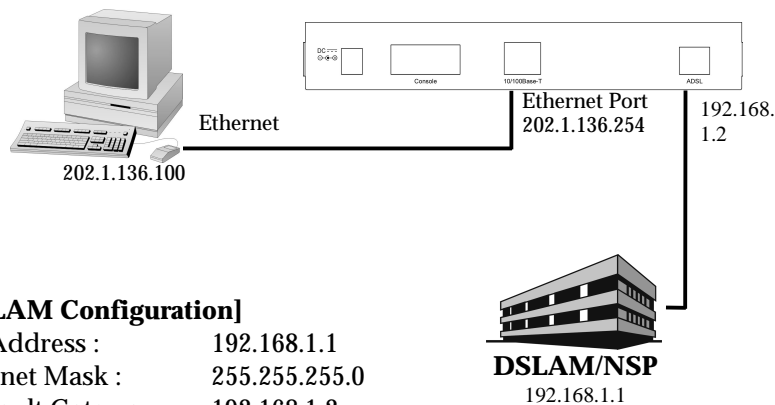 DC
Console
10/100Base-T
ADSL
Ethernet
Ethernet Port
202.1.136.254
192.168.
1.2
202.1.136.100
LAM Configuration]
Address : 192.168.1.1
net Mask : 255.255.255.0
DSLAM/NSP
192.168.1.1